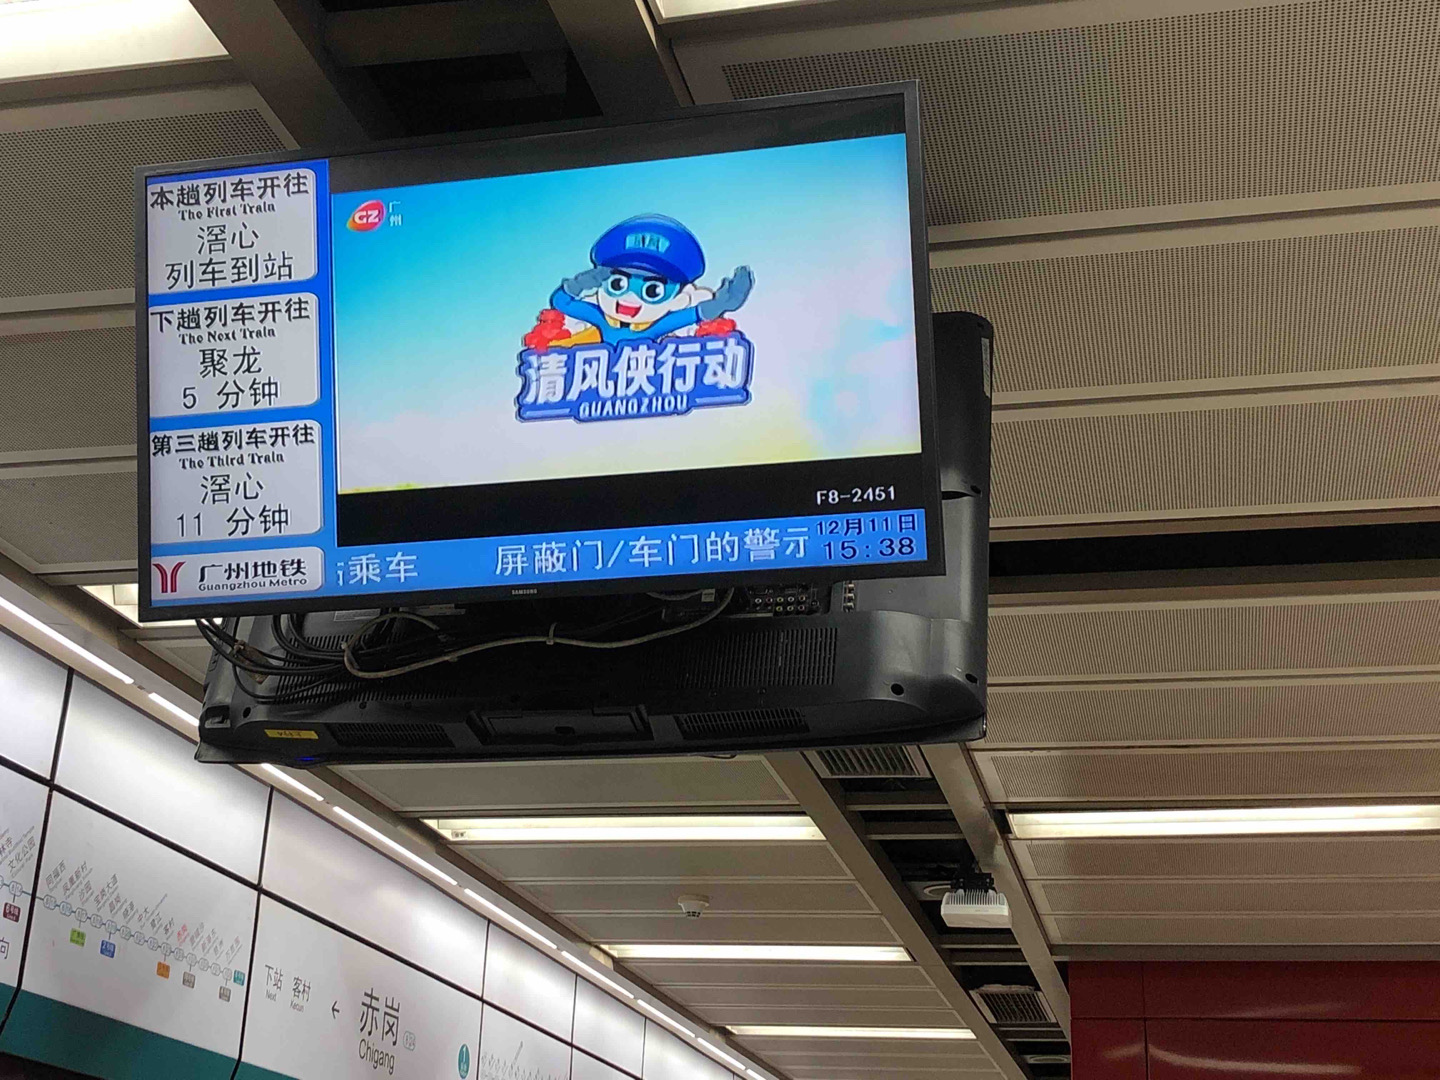 本趟列车开往
The First Train
滘心
列车到站
下趟列车开往
The Next Train
聚龙
5 分钟
第三趟列车开往
The Third Train
滘心
11 分钟
广州地铁
Guangzhou Metro
GZ 广州
清风侠行动
GUANGZHOU
F8-2451
乘车 屏蔽门/车门的警示
12月11日
15:38
SAMSUNG
下站 客村
Next Kecun
←
赤岗
Chigang